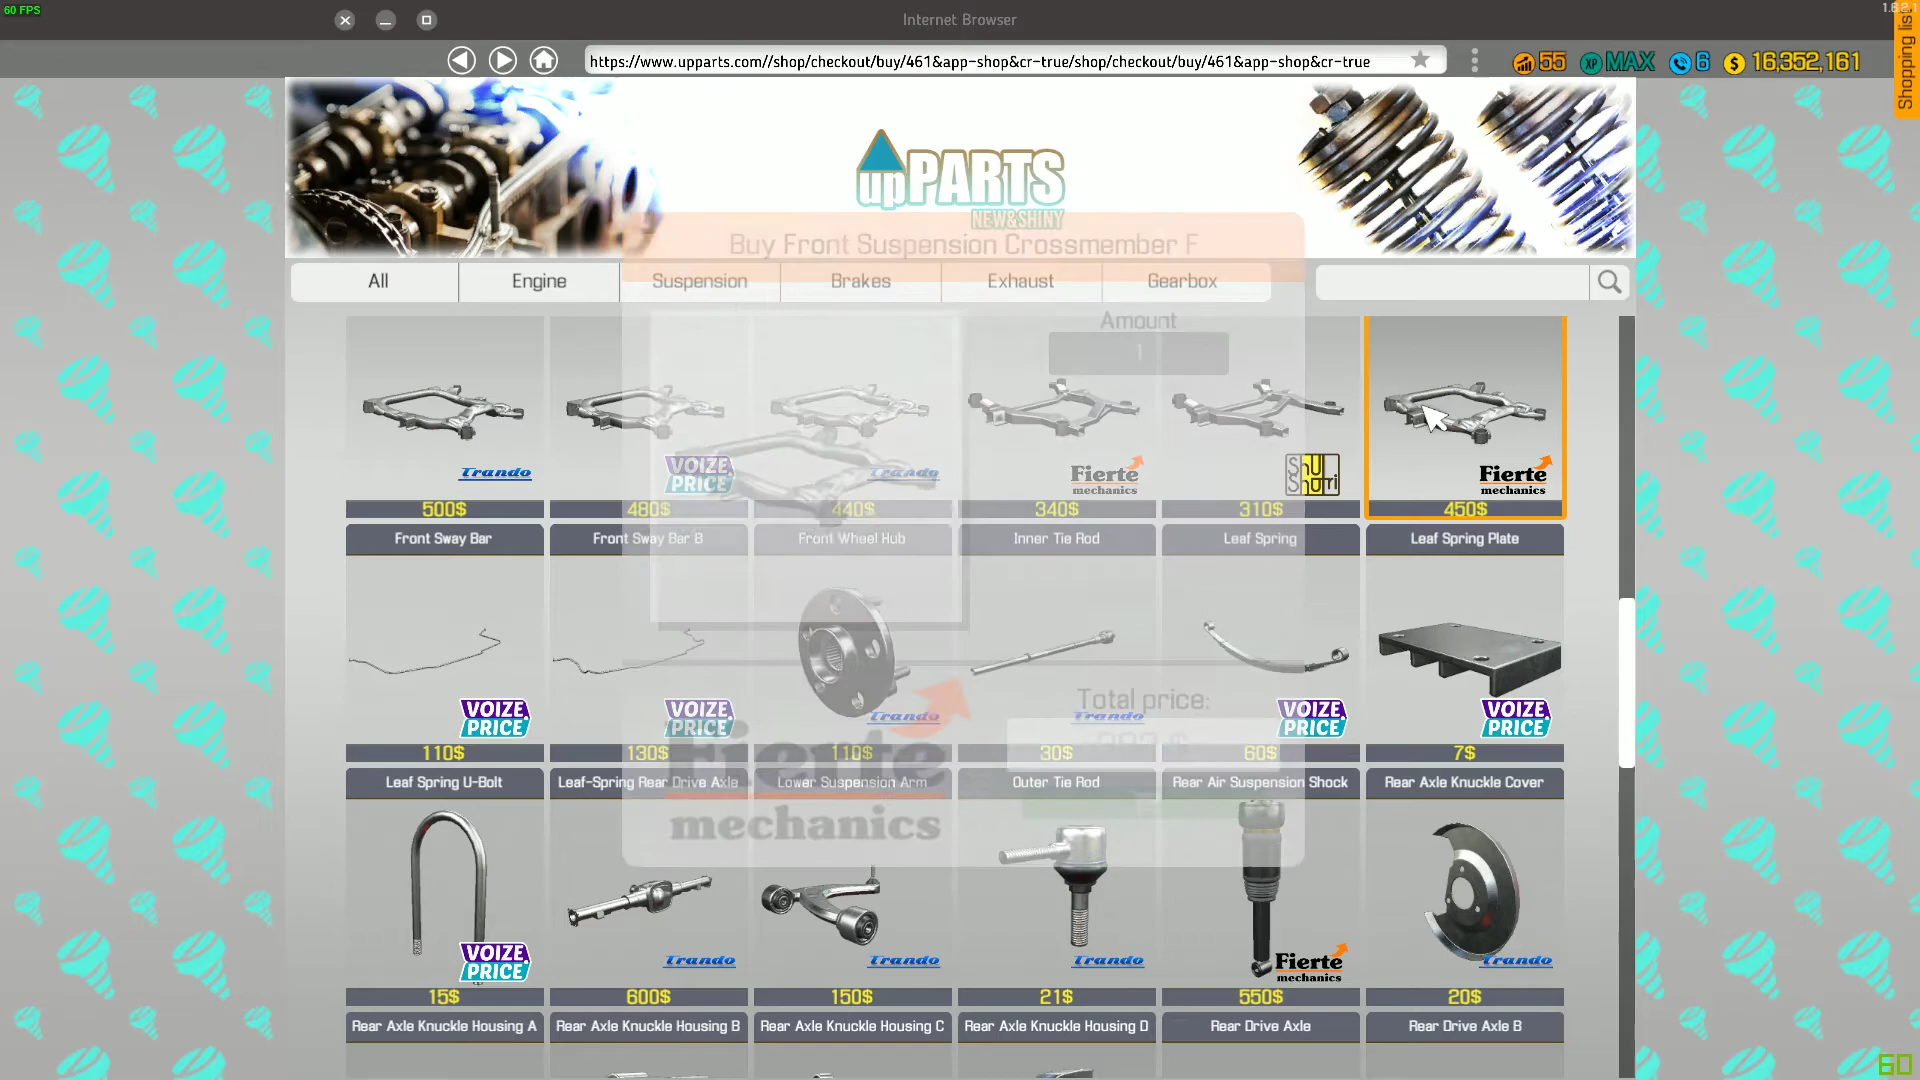 60 FPS
Internet Browser
1.6.2.1
https://www.upparts.com//shop/checkout/buy/461&app-shop&cr-true/shop/checkout/buy/461&app-shop&cr-true
55
XP MAX
6
$ 16,352,161
Shopping list
up PARTS
NEW&SHINY
Buy Front Suspension Crossmember F
All Engine Suspension Brakes Exhaust Gearbox
Amount
1
Trando VOIZE PRICE Trando Fierte mechanics Fierte mechanics
500$ 480$ 440$ 340$ 310$ 450$
Front Sway Bar Front Sway Bar B Front Wheel Hub Inner Tie Rod Leaf Spring Leaf Spring Plate
Total price:
VOIZE PRICE VOIZE PRICE Trando Trando VOIZE PRICE VOIZE PRICE
110$ 130$ 110$ 30$ 60$ 7$
Fierte
mechanics
Leaf Spring U-Bolt Leaf-Spring Rear Drive Axle Lower Suspension Arm Outer Tie Rod Rear Air Suspension Shock Rear Axle Knuckle Cover
VOIZE PRICE Trando Trando Trando Fierte mechanics Trando
15$ 600$ 150$ 21$ 550$ 20$
Rear Axle Knuckle Housing A Rear Axle Knuckle Housing B Rear Axle Knuckle Housing C Rear Axle Knuckle Housing D Rear Drive Axle Rear Drive Axle B
60